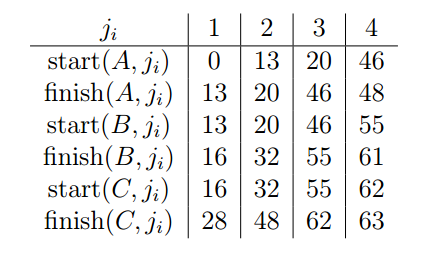 j_i 1 2 3 4
start(A, j_i) 0 13 20 46
finish(A, j_i) 13 20 46 48
start(B, j_i) 13 20 46 55
finish(B, j_i) 16 32 55 61
start(C, j_i) 16 32 55 62
finish(C, j_i) 28 48 62 63